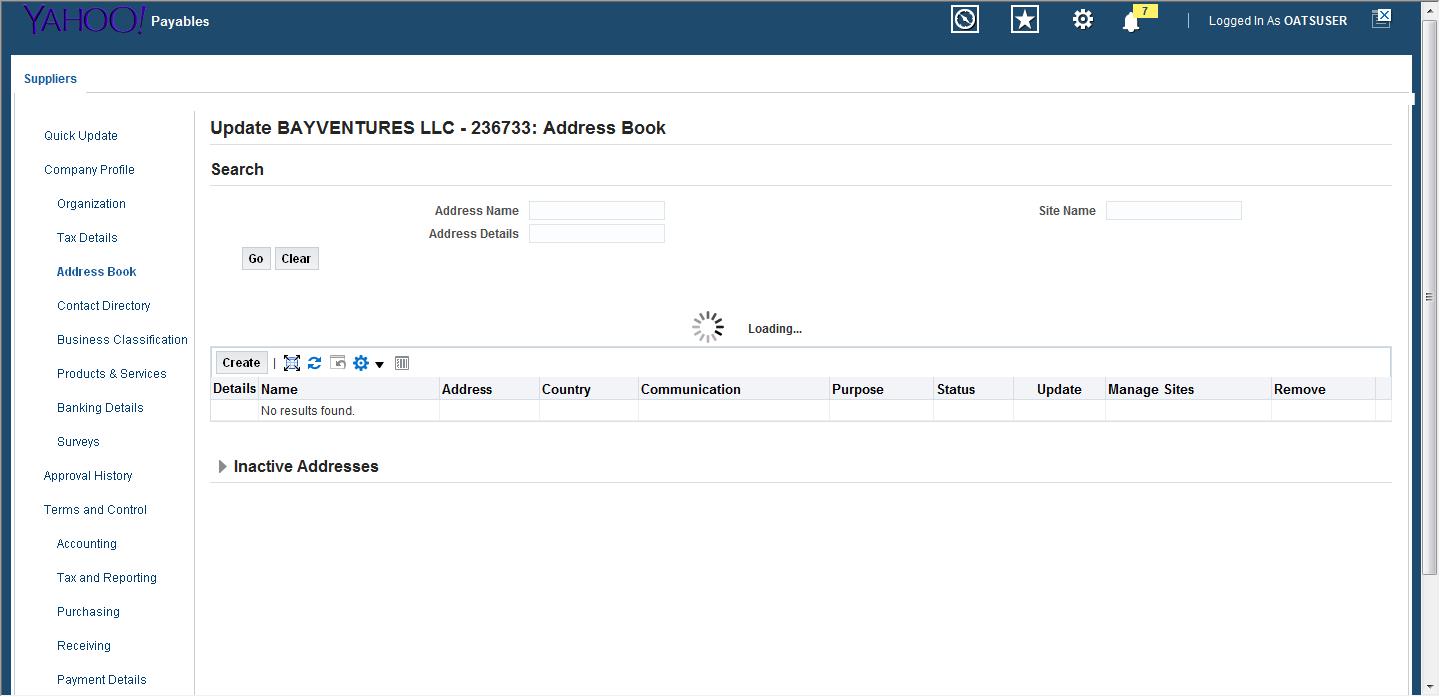 YAHOO! Payables 7 Logged In As OATSUSER
Suppliers
Quick Update
Company Profile
Organization
Tax Details
Address Book
Contact Directory
Business Classification
Products & Services
Banking Details
Surveys
Approval History
Terms and Control
Accounting
Tax and Reporting
Purchasing
Receiving
Payment Details
Update BAYVENTURES LLC - 236733: Address Book
Search
Address Name Site Name
Address Details
Go Clear
Loading...
Create
Details Name Address Country Communication Purpose Status Update Manage Sites Remove
No results found.
Inactive Addresses